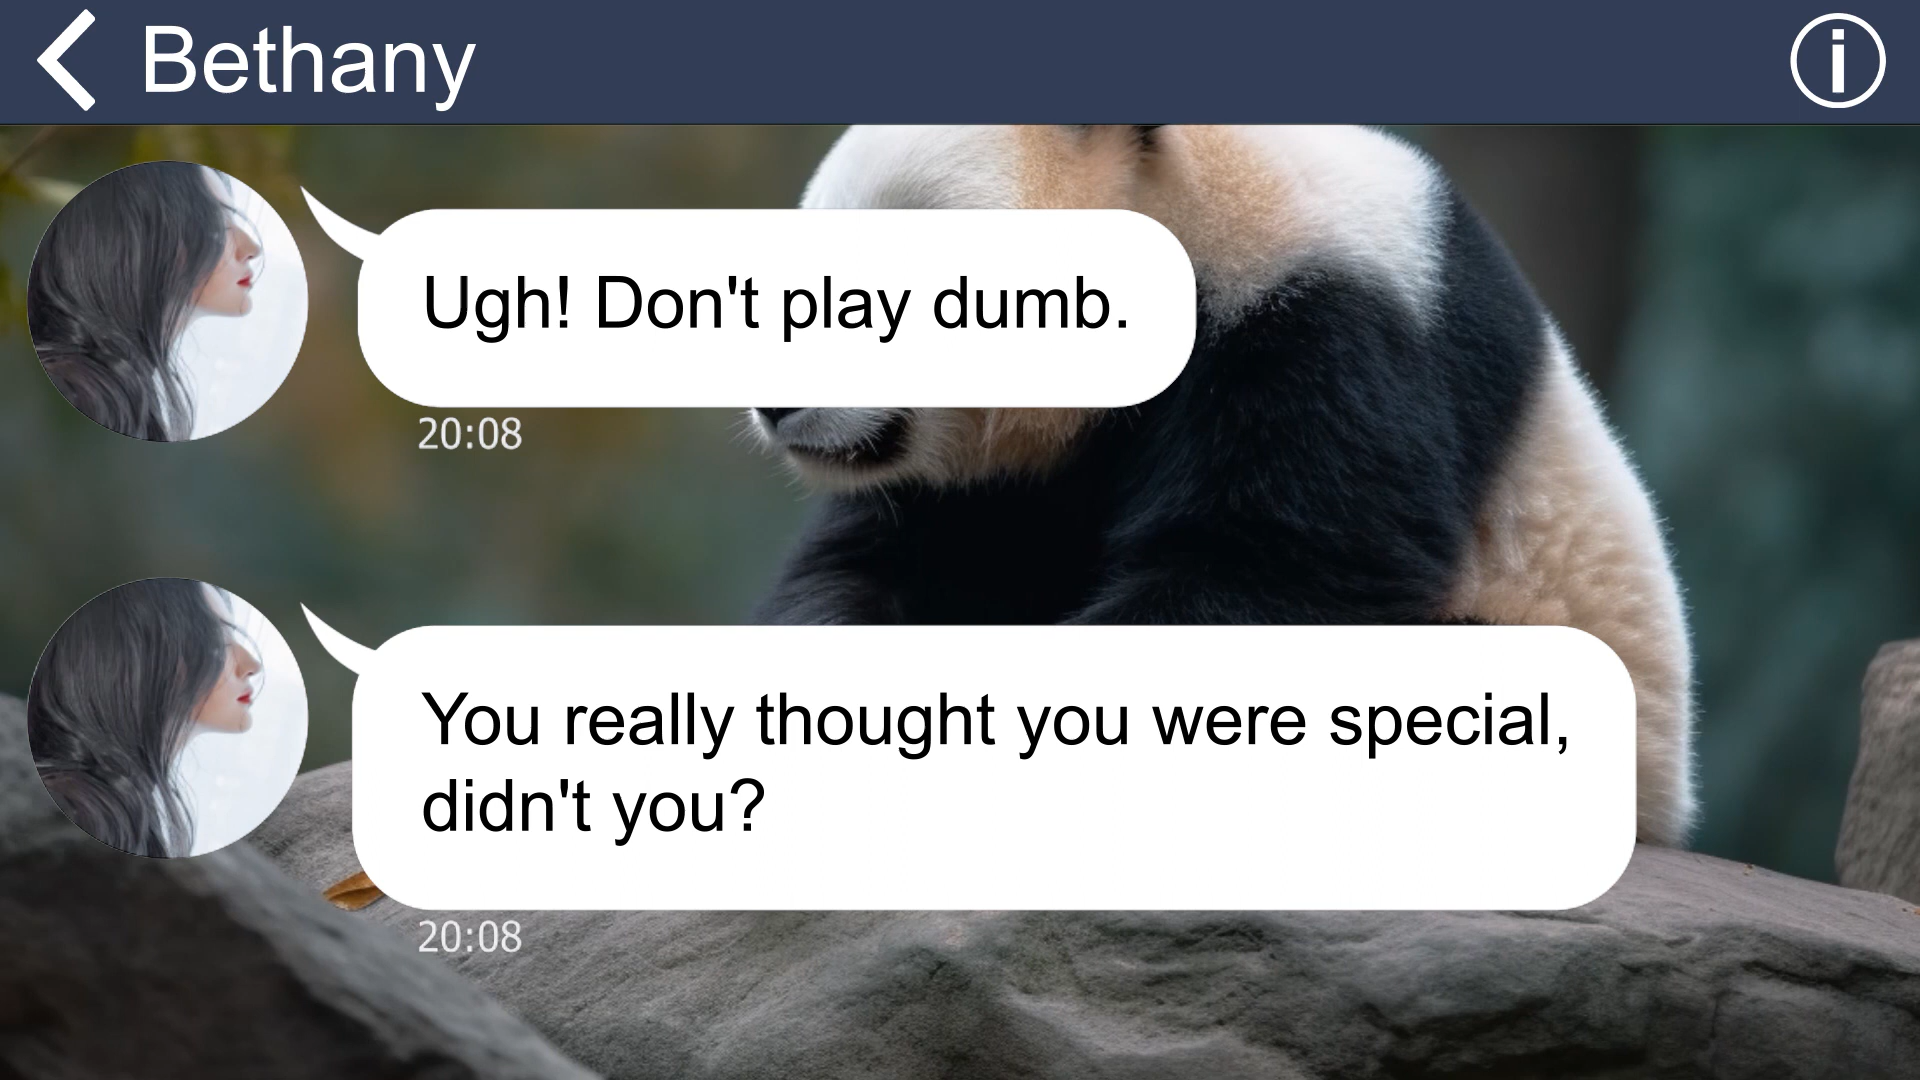 Bethany
Ugh! Don't play dumb.
20:08
You really thought you were special,
didn't you?
20:08